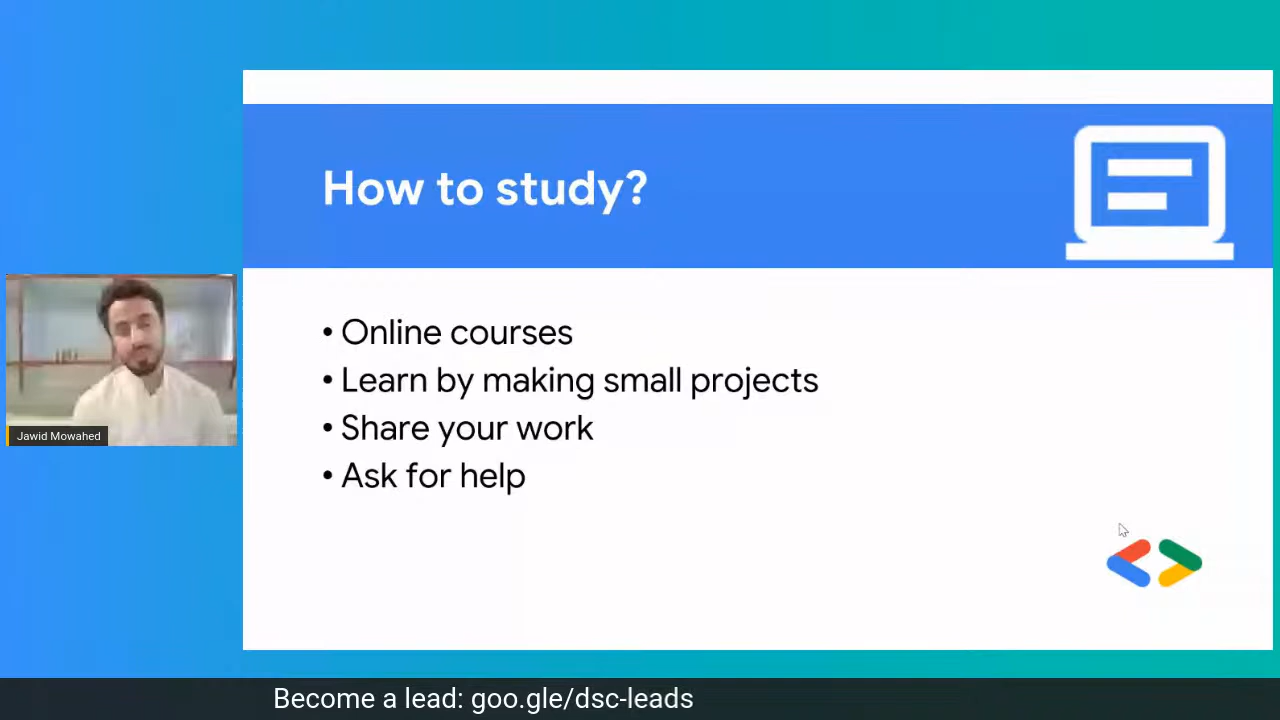 How to study?
• Online courses
• Learn by making small projects
• Share your work
• Ask for help
Jawid Mowahed
Become a lead: goo.gle/dsc-leads